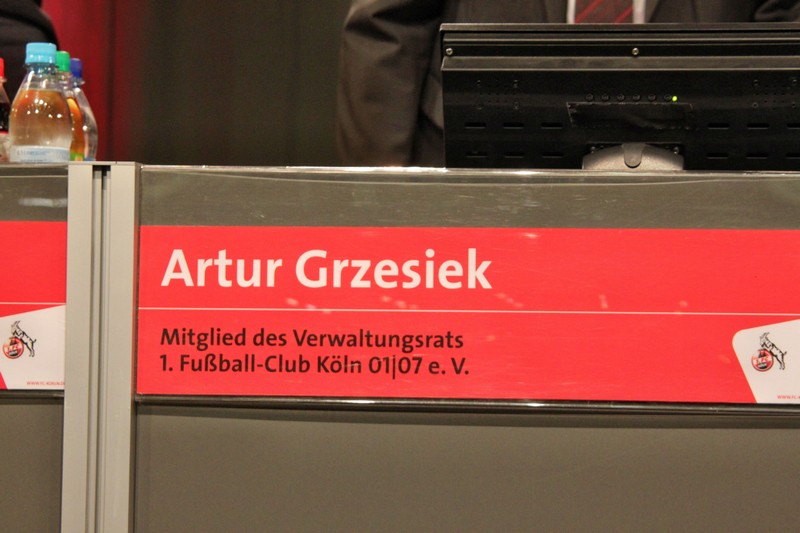 Artur Grzesiek
Mitglied des Verwaltungsrats
1. Fußball-Club Köln 01|07 e. V.